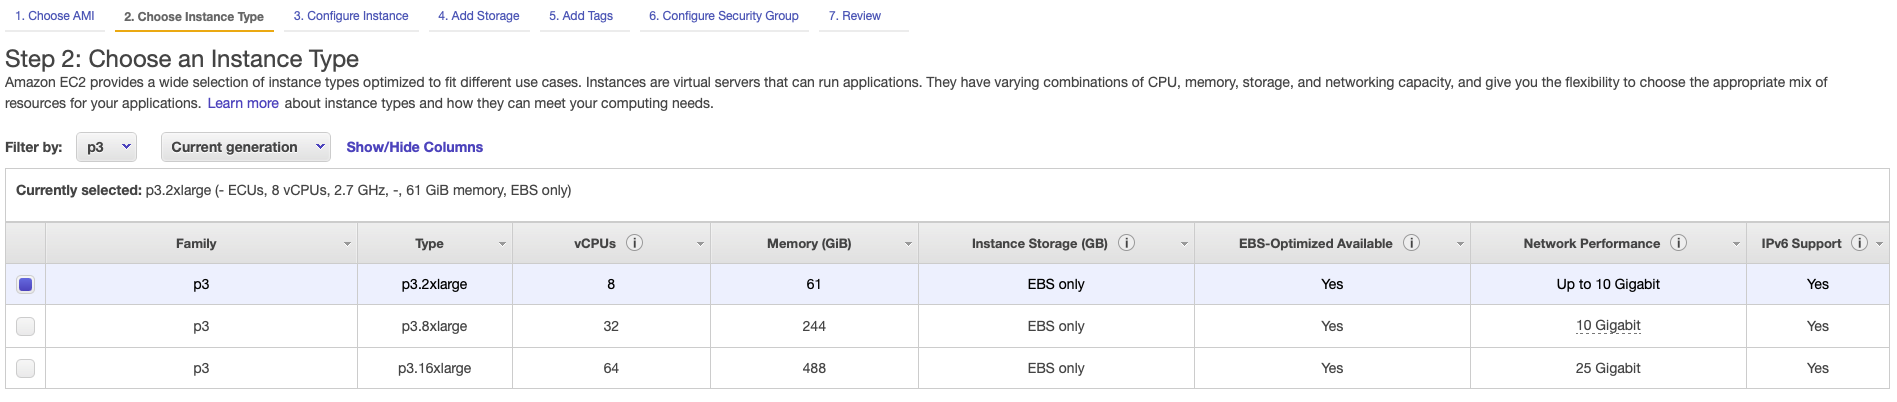 1. Choose AMI 2. Choose Instance Type 3. Configure Instance 4. Add Storage 5. Add Tags 6. Configure Security Group 7. Review
Step 2: Choose an Instance Type
Amazon EC2 provides a wide selection of instance types optimized to fit different use cases. Instances are virtual servers that can run applications. They have varying combinations of CPU, memory, storage, and networking capacity, and give you the flexibility to choose the appropriate mix of
resources for your applications. Learn more about instance types and how they can meet your computing needs.
Filter by: p3 Current generation Show/Hide Columns
Currently selected: p3.2xlarge (- ECUs, 8 vCPUs, 2.7 GHz, -, 61 GiB memory, EBS only)
Family Type vCPUs i Memory (GiB) Instance Storage (GB) i EBS-Optimized Available i Network Performance i IPv6 Support i
p3 p3.2xlarge 8 61 EBS only Yes Up to 10 Gigabit Yes
p3 p3.8xlarge 32 244 EBS only Yes 10 Gigabit Yes
p3 p3.16xlarge 64 488 EBS only Yes 25 Gigabit Yes